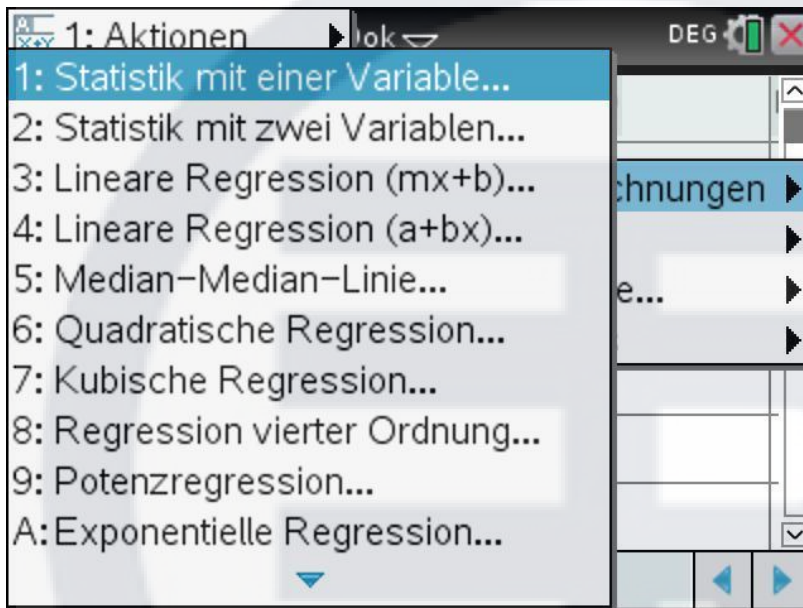 1: Aktionen
DEG
1: Statistik mit einer Variable...
2: Statistik mit zwei Variablen...
3: Lineare Regression (mx+b)...
4: Lineare Regression (a+bx)...
5: Median-Median-Linie...
6: Quadratische Regression...
7: Kubische Regression...
8: Regression vierter Ordnung...
9: Potenzregression...
A: Exponentielle Regression...